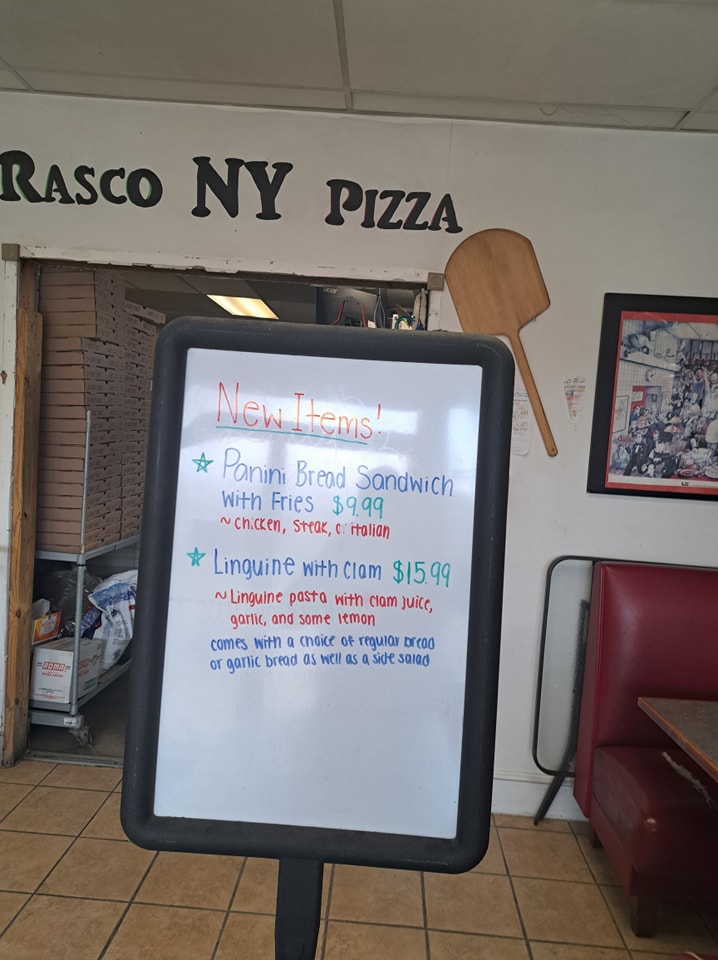 RASCO NY PIZZA
New Items!
☆ Panini Bread Sandwich
with Fries $9.99
~ chicken, steak, italian
☆ Linguine with clam $15.99
~ Linguine pasta with clam juice,
garlic, and some lemon
comes with a choice of regular bread
or garlic bread as well as a side salad